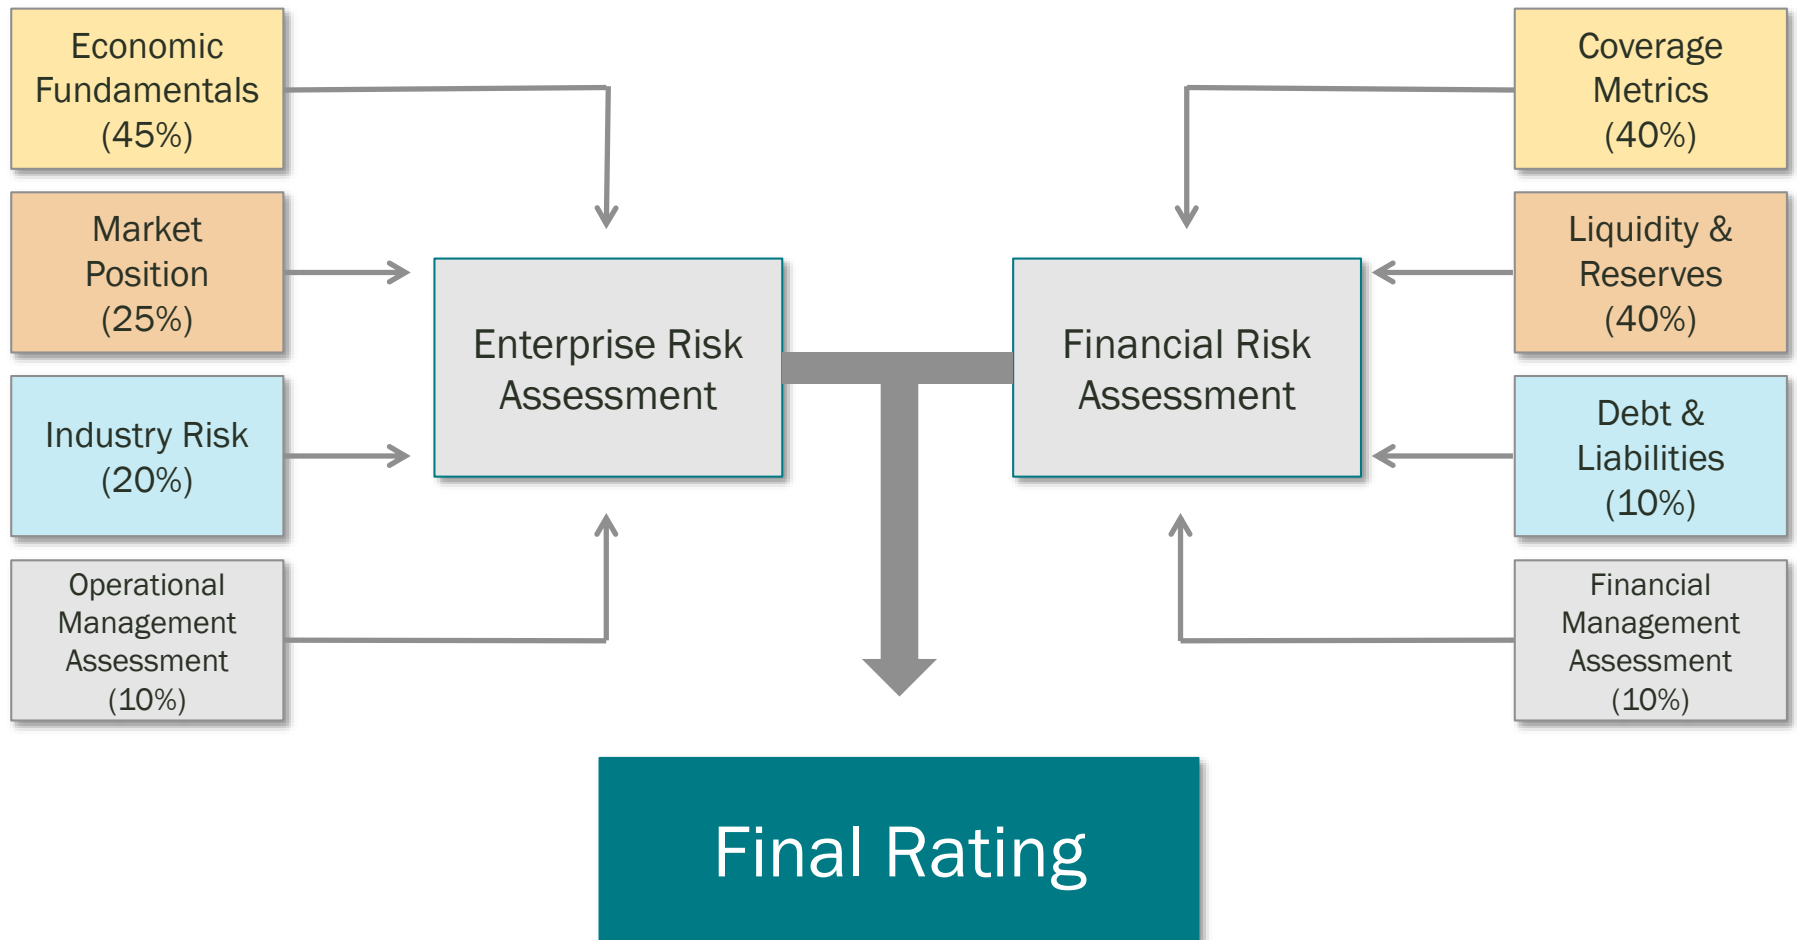 Economic
Fundamentals
(45%)
Market
Position
(25%)
Industry Risk
(20%)
Operational
Management
Assessment
(10%)
Enterprise Risk
Assessment
Financial Risk
Assessment
Coverage
Metrics
(40%)
Liquidity &
Reserves
(40%)
Debt &
Liabilities
(10%)
Financial
Management
Assessment
(10%)
Final Rating